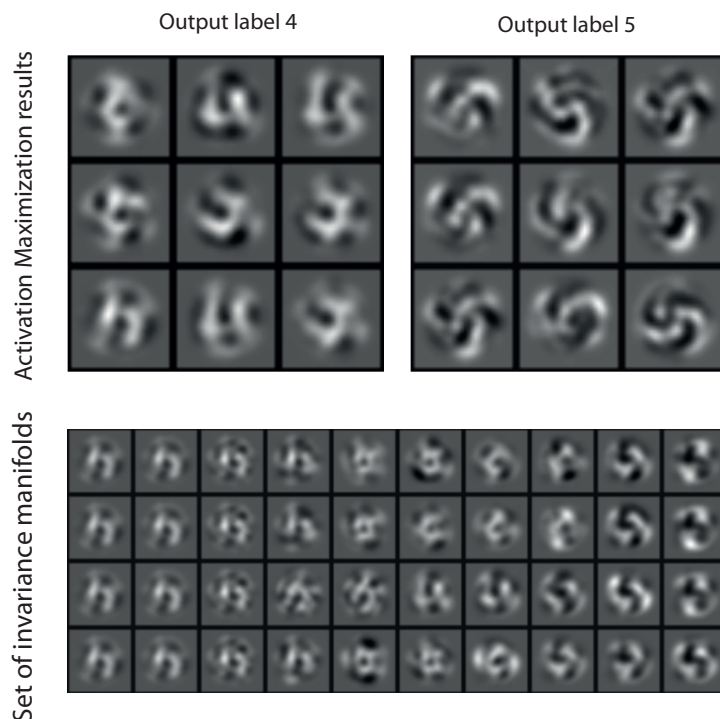 Output label 4
Output label 5
Activation Maximization results
Set of invariance manifolds